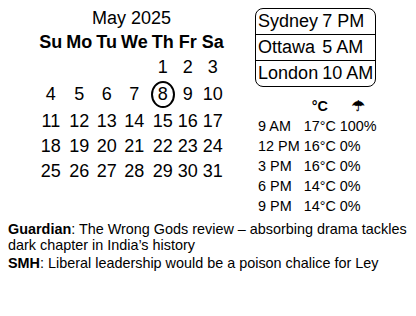 May 2025
Su Mo Tu We Th Fr Sa
1 2 3
4 5 6 7 8 9 10
11 12 13 14 15 16 17
18 19 20 21 22 23 24
25 26 27 28 29 30 31
Sydney 7 PM
Ottawa 5 AM
London 10 AM
°C ☂
9 AM 17°C 100%
12 PM 16°C 0%
3 PM 16°C 0%
6 PM 14°C 0%
9 PM 14°C 0%
Guardian: The Wrong Gods review – absorbing drama tackles
dark chapter in India’s history
SMH: Liberal leadership would be a poison chalice for Ley